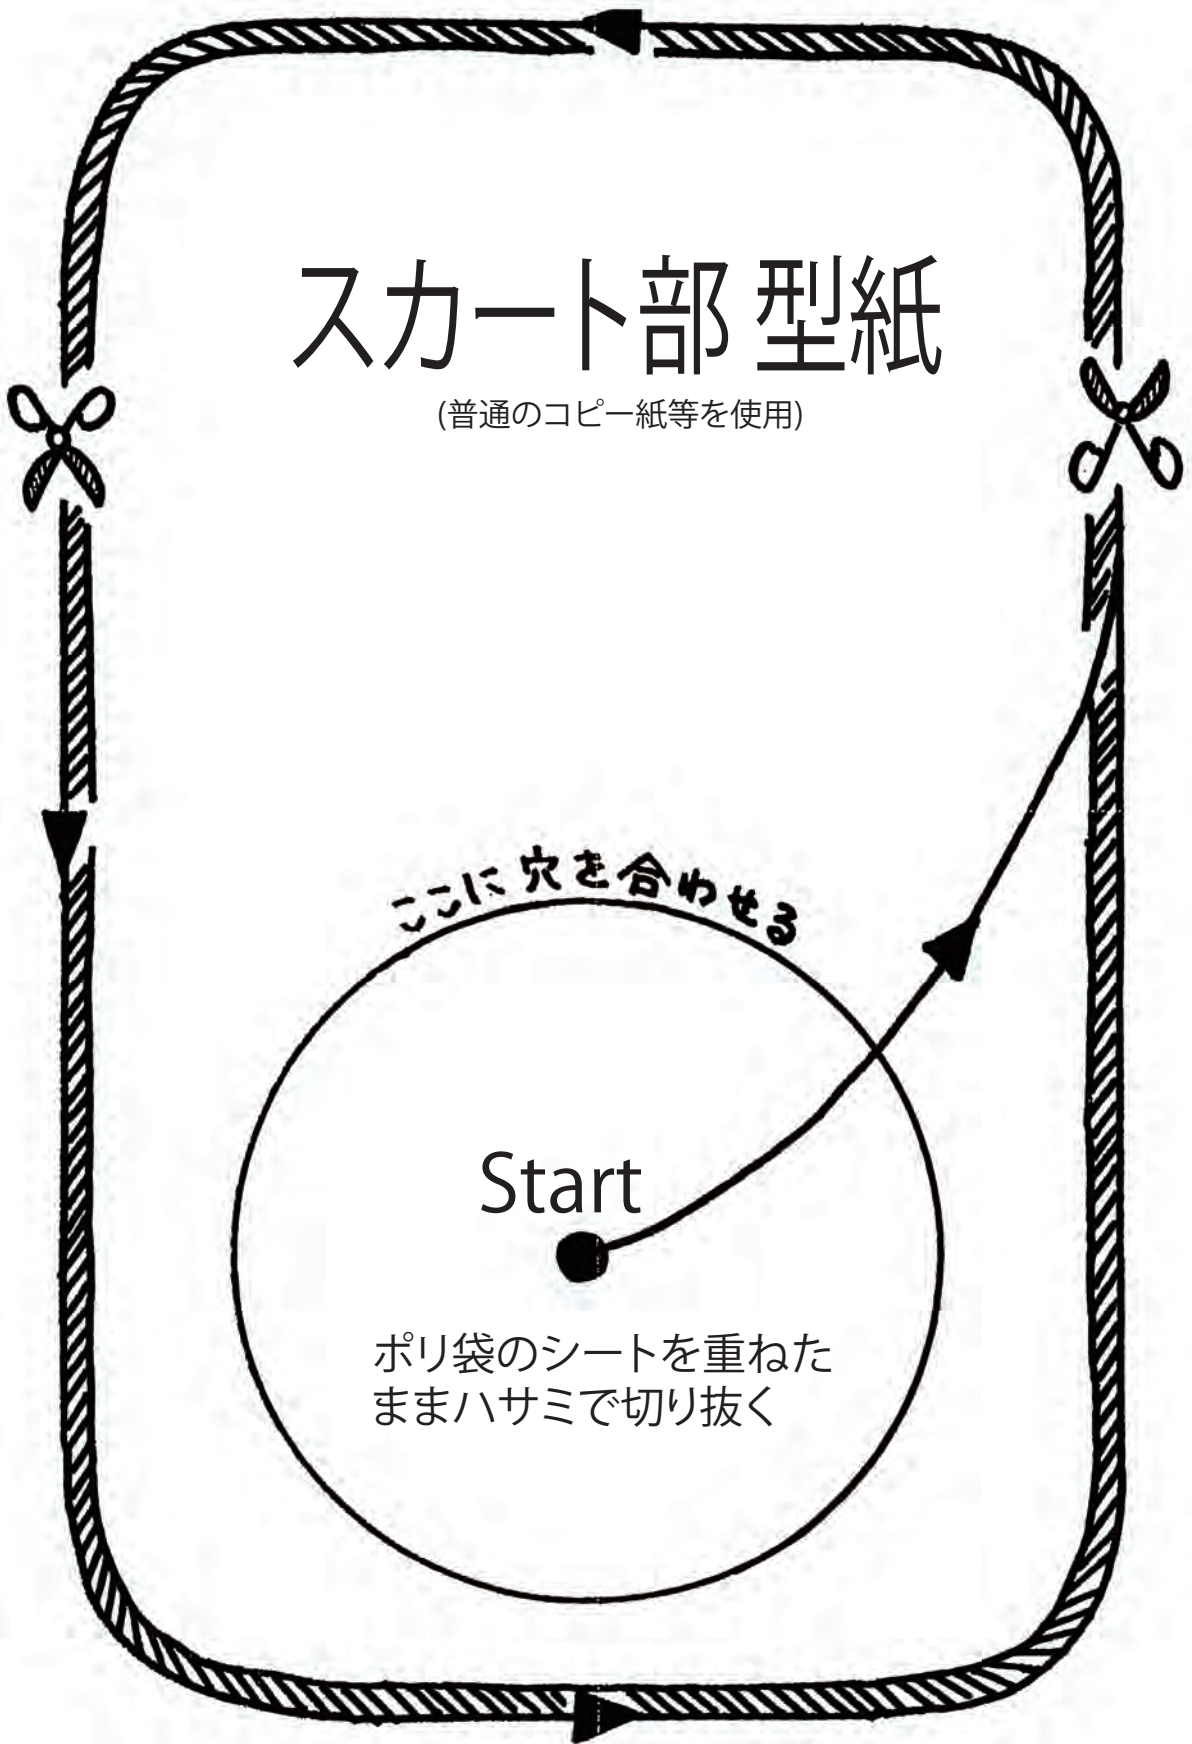 スカート部 型紙
(普通のコピー紙等を使用)
ここに穴を合わせる
Start
ポリ袋のシートを重ねた
ままハサミで切り抜く